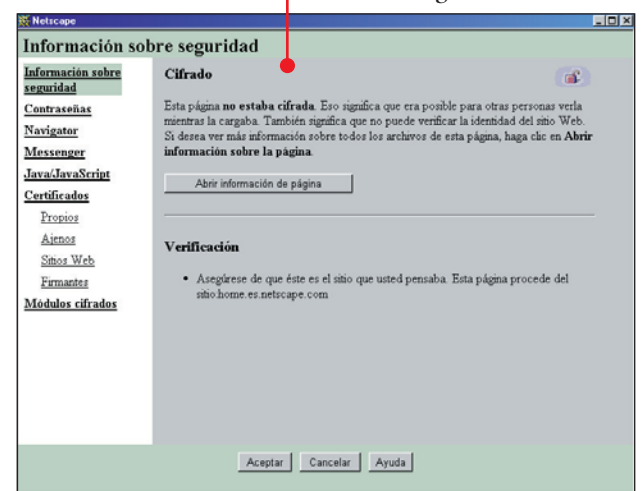 Netscape
Información sobre seguridad
Información sobre
seguridad
Contraseñas
Navigator
Messenger
Java/JavaScript
Certificados
Propios
Ajenos
Sitios Web
Firmantes
Módulos cifrados
Cifrado
Esta página no estaba cifrada. Eso significa que era posible para otras personas verla
mientras la cargaba. También significa que no puede verificar la identidad del sitio Web.
Si desea ver más información sobre todos los archivos de esta página, haga clic en Abrir
información sobre la página.
Abrir información de página
Verificación
• Asegúrese de que éste es el sitio que usted pensaba. Esta página procede del
sitio:home.es.netscape.com
Aceptar Cancelar Ayuda